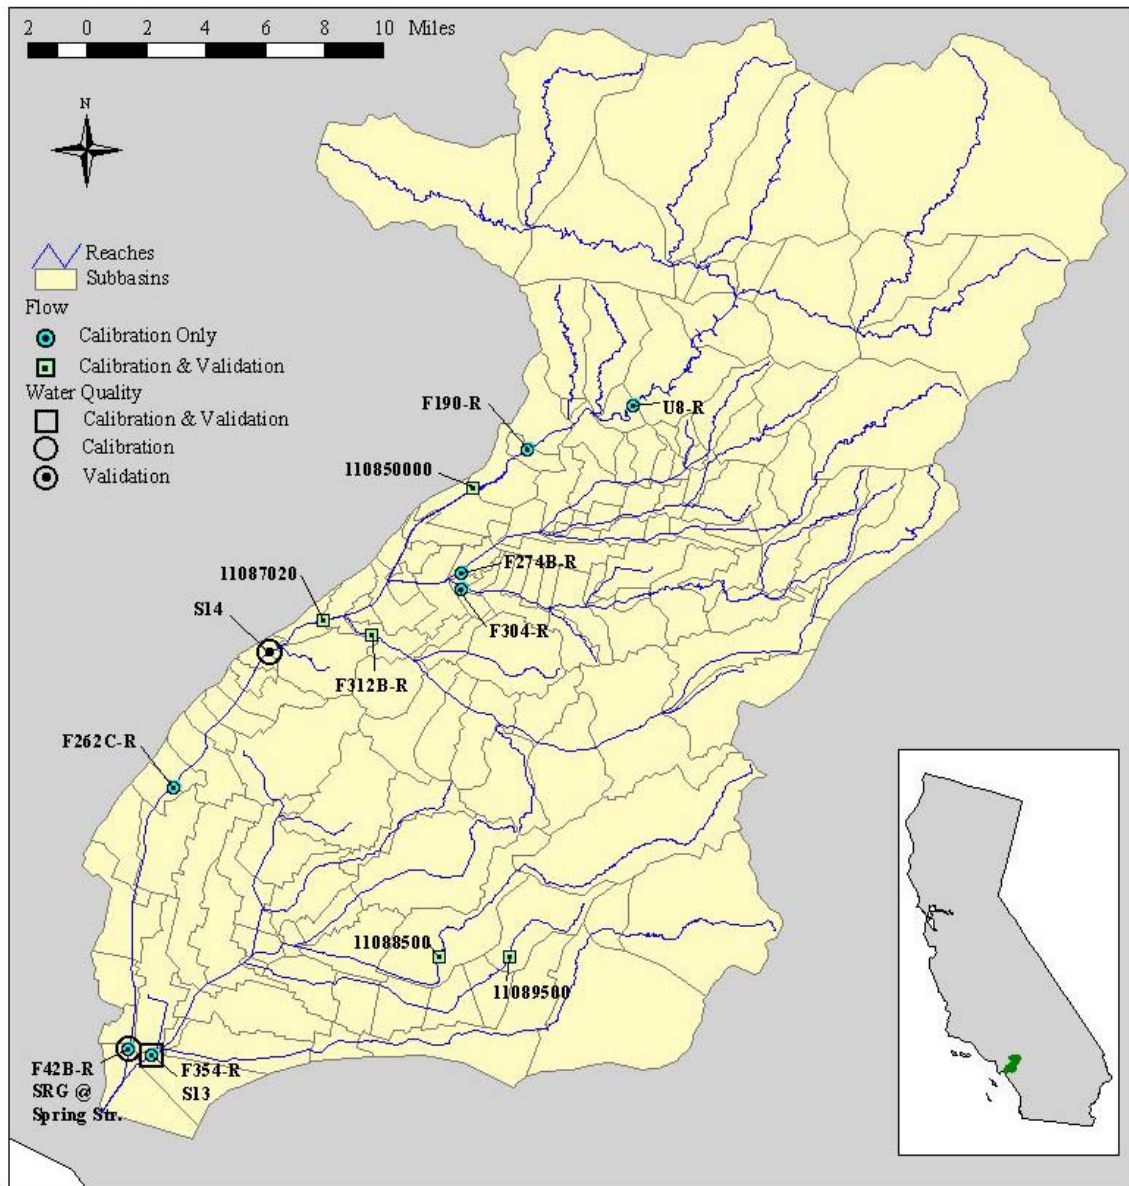 2 0 2 4 6 8 10 Miles
N
Reaches
Subbasins
Flow
Calibration Only
Calibration & Validation
Water Quality
Calibration & Validation
Calibration
Validation
F190-R
U8-R
110850000
F274B-R
11087020
S14
F304-R
F312B-R
F262C-R
11088500
11089500
F42B-R
SRG @
Spring Str.
F354-R
S13